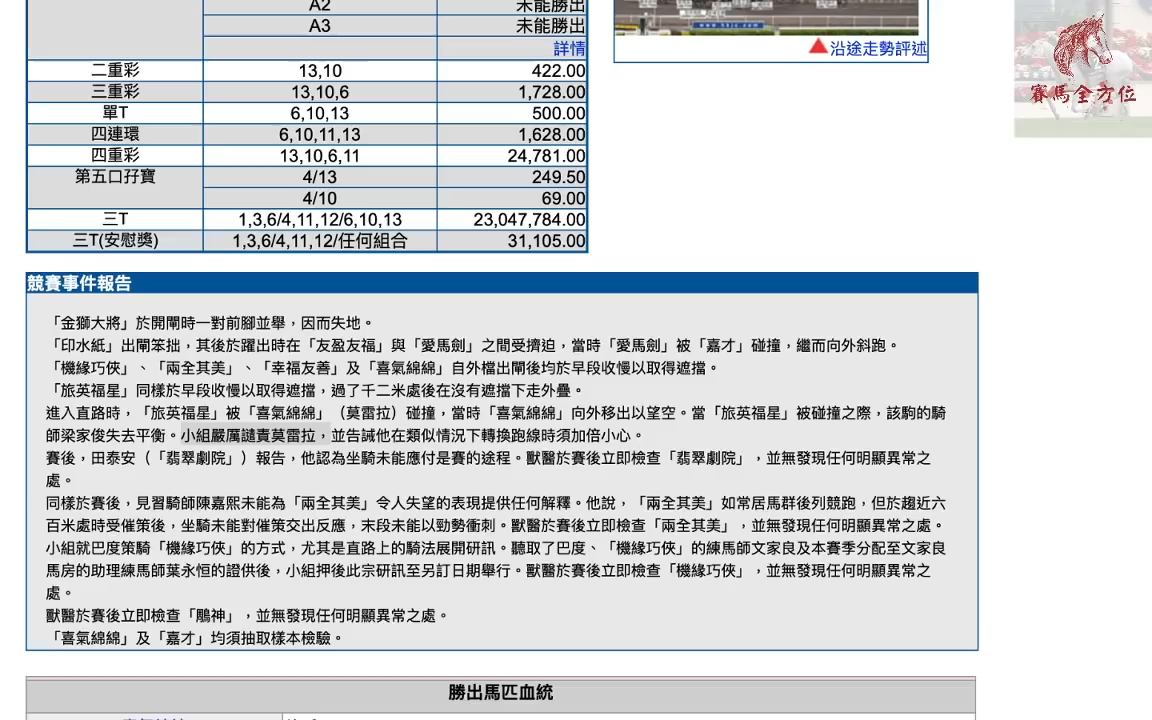 A2 未能勝出
A3 未能勝出
詳情
二重彩 13,10 422.00
三重彩 13,10,6 1,728.00
單T 6,10,13 500.00
四連環 6,10,11,13 1,628.00
四重彩 13,10,6,11 24,781.00
第五口孖寶 4/13 249.50
4/10 69.00
三T 1,3,6/4,11,12/6,10,13 23,047,784.00
三T(安慰獎) 1,3,6/4,11,12/任何組合 31,105.00
▲沿途走勢評述
賽馬全方位
競賽事件報告
「金獅大將」於開閘時一對前腳並舉，因而失地。
「印水紙」出閘笨拙，其後於躍出時在「友盈友福」與「愛馬劍」之間受擠迫，當時「愛馬劍」被「嘉才」碰撞，繼而向外斜跑。
「機緣巧俠」、「兩全其美」、「幸福友善」及「喜氣綿綿」自外檔出閘後均於早段收慢以取得遮擋。
「旅英福星」同樣於早段收慢以取得遮擋，過了千二米處後在沒有遮擋下走外疊。
進入直路時，「旅英福星」被「喜氣綿綿」（莫雷拉）碰撞，當時「喜氣綿綿」向外移出以望空。當「旅英福星」被碰撞之際，該駒的騎
師梁家俊失去平衡。小組嚴厲譴責莫雷拉，並告誡他在類似情況下轉換跑線時須加倍小心。
賽後，田泰安（「翡翠劇院」）報告，他認為坐騎未能應付是賽的途程。獸醫於賽後立即檢查「翡翠劇院」，並無發現任何明顯異常之
處。
同樣於賽後，見習騎師陳嘉熙未能為「兩全其美」令人失望的表現提供任何解釋。他說，「兩全其美」如常居馬群後列競跑，但於趨近六
百米處時受催策後，坐騎未能對催策交出反應，末段未能以勁勢衝刺。獸醫於賽後立即檢查「兩全其美」，並無發現任何明顯異常之處。
小組就巴度策騎「機緣巧俠」的方式，尤其是直路上的騎法展開研訊。聽取了巴度、「機緣巧俠」的練馬師文家良及本賽季分配至文家良
馬房的助理練馬師葉永恒的證供後，小組押後此宗研訊至另訂日期舉行。獸醫於賽後立即檢查「機緣巧俠」，並無發現任何明顯異常之
處。
獸醫於賽後立即檢查「鵰神」，並無發現任何明顯異常之處。
「喜氣綿綿」及「嘉才」均須抽取樣本檢驗。
勝出馬匹血統